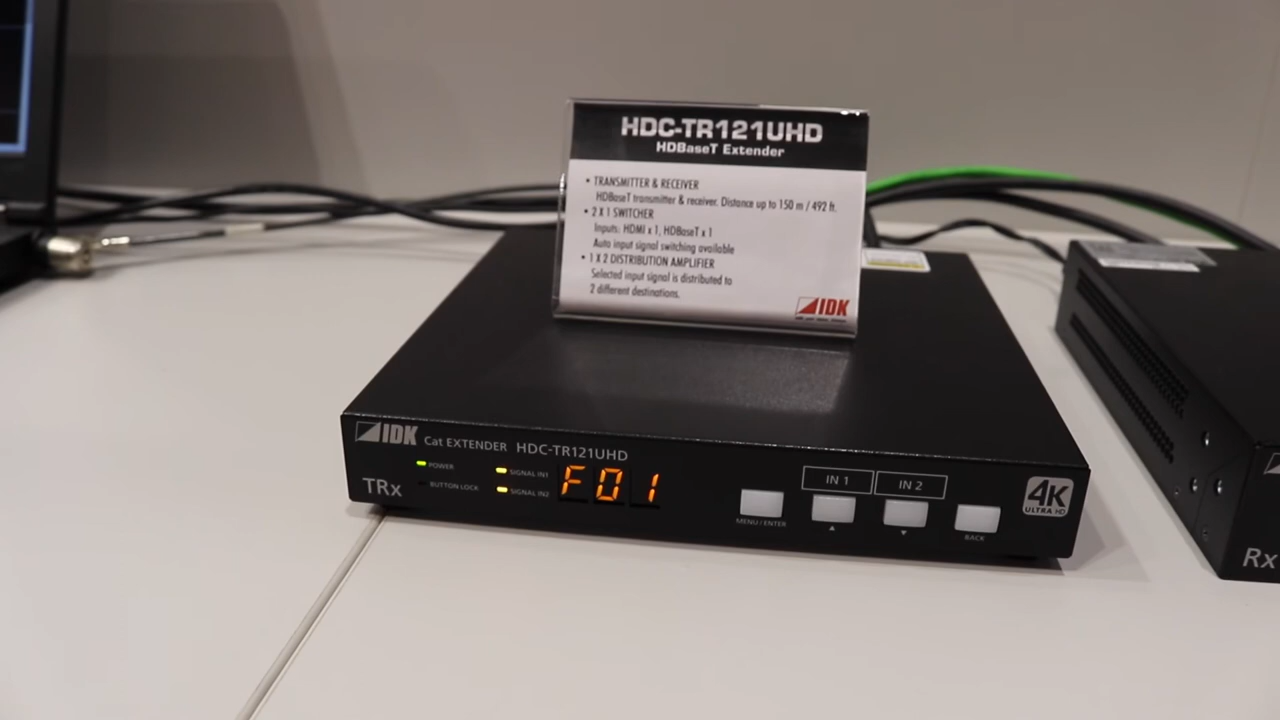 HDC-TR121UHD
HDBaseT Extender
• TRANSMITTER & RECEIVER
HDBaseT transmitter & receiver. Distance up to 150 m / 492 ft.
• 2 X 1 SWITCHER
Inputs: HDMI x 1, HDBaseT x 1
Auto input signal switching available
• 1 X 2 DISTRIBUTION AMPLIFIER
Selected input signal is distributed to
2 different destinations.
IDK
IDK Cat EXTENDER HDC-TR121UHD
POWER
BUTTON LOCK
SIGNAL IN1
SIGNAL IN2
TRx
F01
MENU / ENTER
IN 1
IN 2
▲
▼
BACK
4K
ULTRA HD
Rx